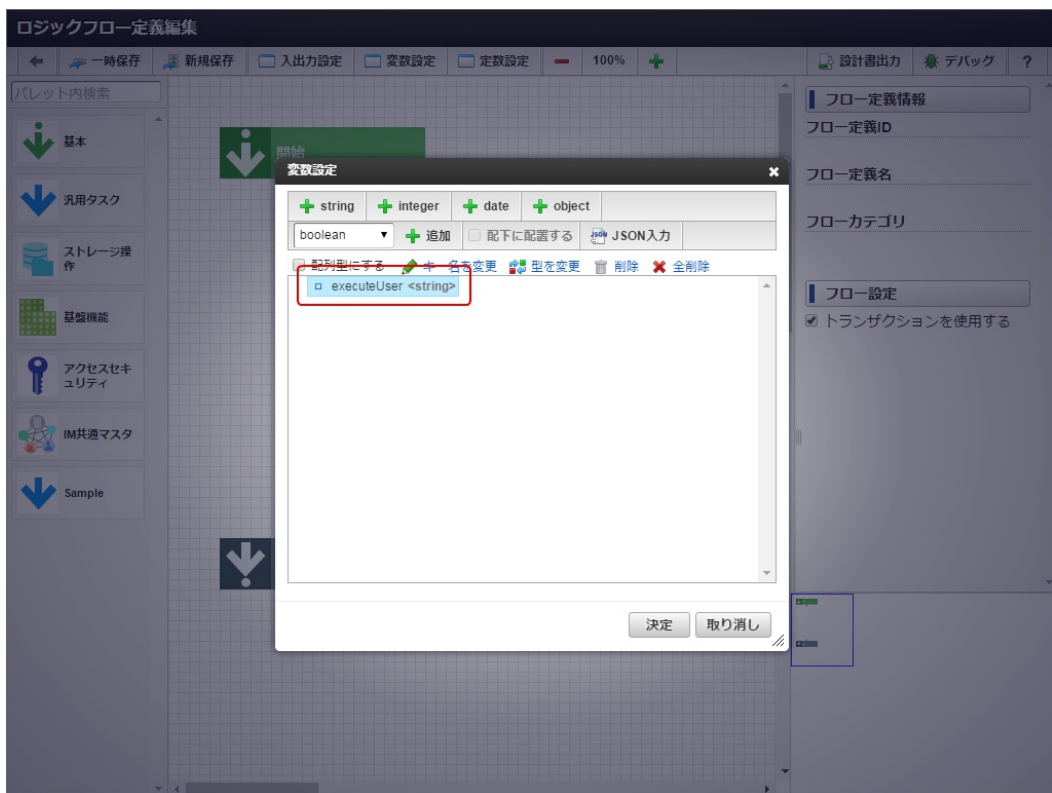 ロジックフロー定義編集
一時保存 新規保存 入出力設定 変数設定 定数設定 100% 設計書出力 デバッグ ?
パレット内検索
基本
汎用タスク
ストレージ操
作
基盤機能
アクセスセキ
ュリティ
IM共通マスタ
Sample
開始
変数設定
string integer date object
boolean 追加 配下に配置する JSON JSON入力
配列型にする キー名を変更 型を変更 削除 全削除
executeUser <string>
決定 取り消し
フロー定義情報
フロー定義ID
フロー定義名
フローカテゴリ
フロー設定
トランザクションを使用する